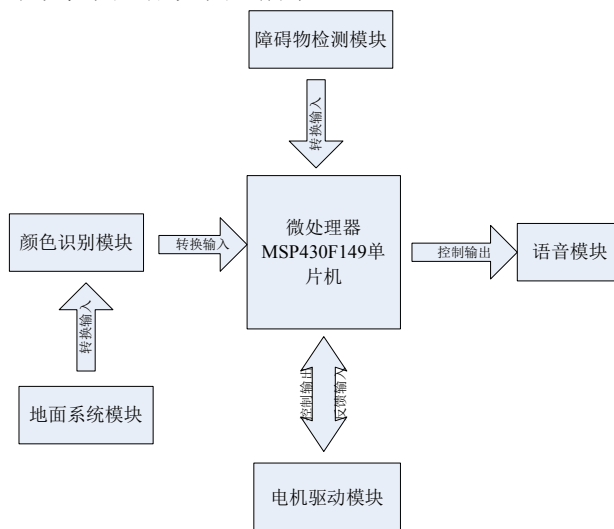 障碍物检测模块
转换输入
微处理器
MSP430F149单
片机
颜色识别模块
转换输入
控制输出
语音模块
转换输入
地面系统模块
控制输出
反馈输入
电机驱动模块